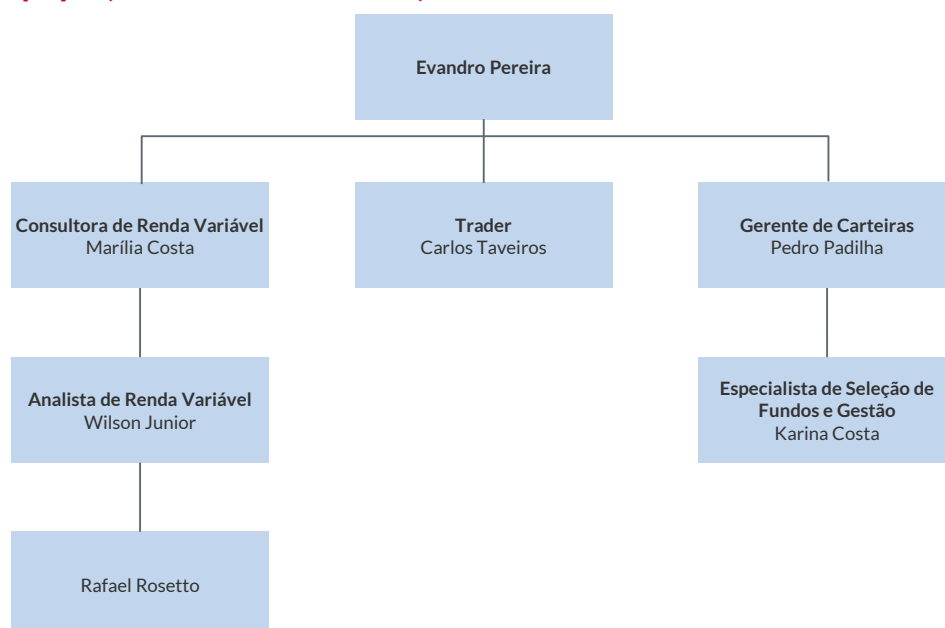 Evandro Pereira
Consultora de Renda Variável
Marília Costa
Trader
Carlos Taveiros
Gerente de Carteiras
Pedro Padilha
Analista de Renda Variável
Wilson Junior
Especialista de Seleção de
Fundos e Gestão
Karina Costa
Rafael Rosetto